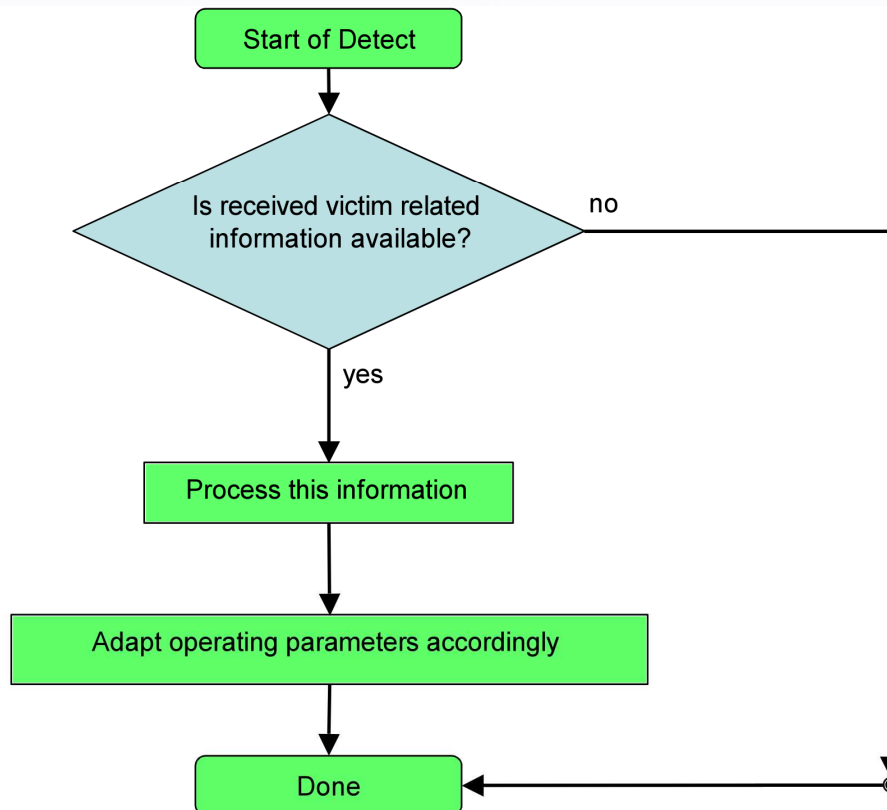 Start of Detect
Is received victim related
information available?
no
yes
Process this information
Adapt operating parameters accordingly
Done